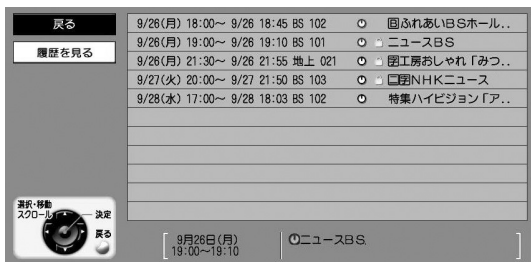 戻る
履歴を見る
9/26(月) 18:00～ 9/26 18:45 BS 102 回ふれあいBSホール..
9/26(月) 19:00～ 9/26 19:10 BS 101 ニュースBS
9/26(月) 21:30～ 9/26 21:55 地上 021 字工房おしゃれ「みつ..
9/27(火) 20:00～ 9/27 21:50 BS 103 NHKニュース
9/28(水) 17:00～ 9/28 18:03 BS 102 特集ハイビジョン「ア..
選択・移動
スクロール
決定
戻る
9月26日(月)
19:00～19:10
ニュースBS